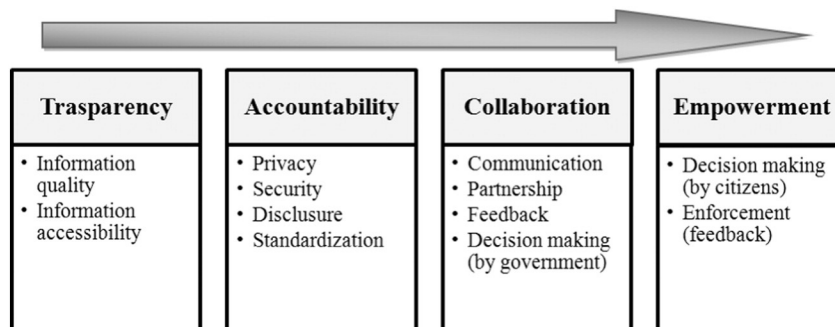 Trasparency
• Information
quality
• Information
accessibility
Accountability
• Privacy
• Security
• Disclusure
• Standardization
Collaboration
• Communication
• Partnership
• Feedback
• Decision making
(by government)
Empowerment
• Decision making
(by citizens)
• Enforcement
(feedback)